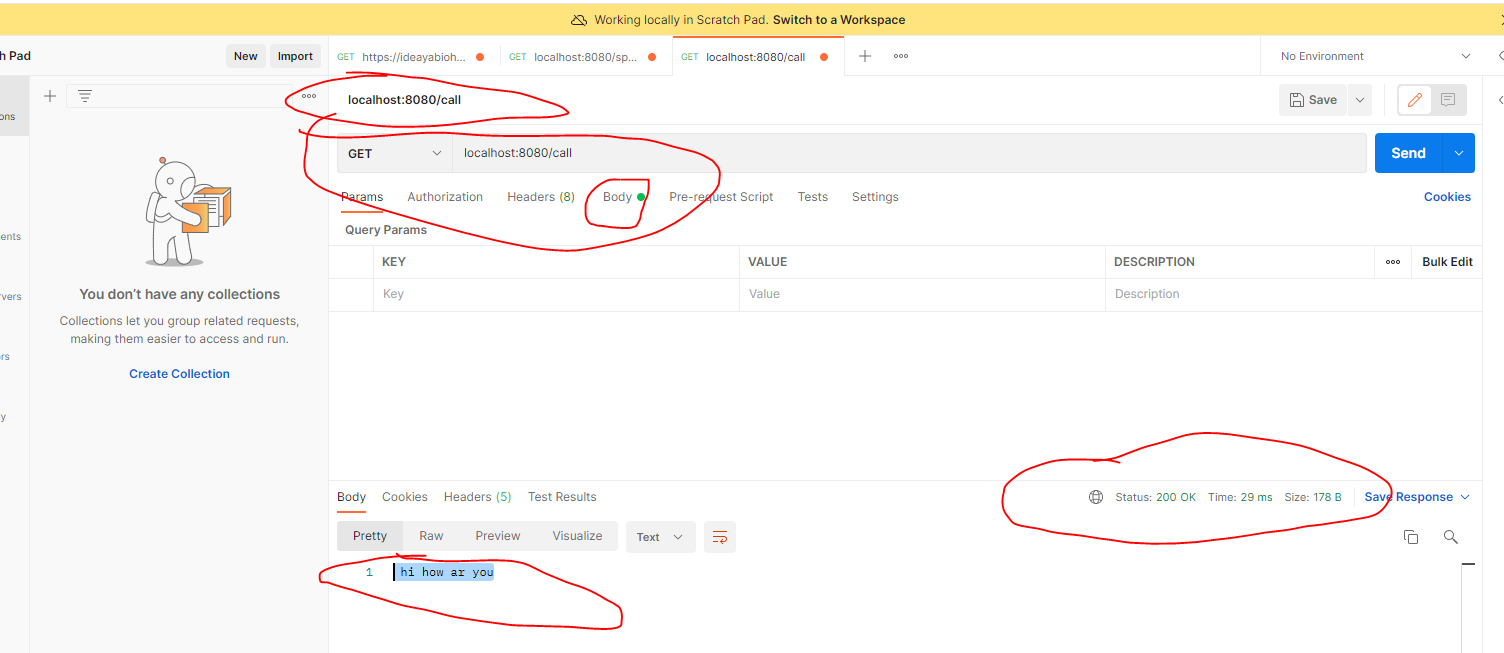 Working locally in Scratch Pad. Switch to a Workspace
h Pad
New Import
GET https://ideayabioh... GET localhost:8080/sp... GET localhost:8080/call
No Environment
localhost:8080/call
Save
ons
GET localhost:8080/call
Send
Params Authorization Headers (8) Body Pre-request Script Tests Settings
Cookies
Query Params
KEY VALUE DESCRIPTION
Bulk Edit
Key Value Description
ents
rvers
ors
y
You don't have any collections
Collections let you group related requests,
making them easier to access and run.
Create Collection
Body Cookies Headers (5) Test Results
Status: 200 OK Time: 29 ms Size: 178 B
Save Response
Pretty Raw Preview Visualize
Text
1 hi how ar you